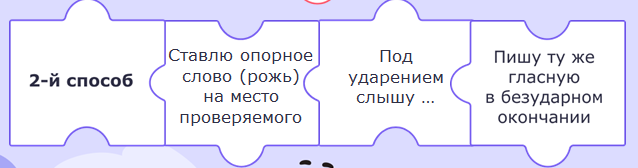 2-й способ
Ставлю опорное
слово (рожь)
на место
проверяемого
Под
ударением
слышу ...
Пишу ту же
гласную
в безударном
окончании